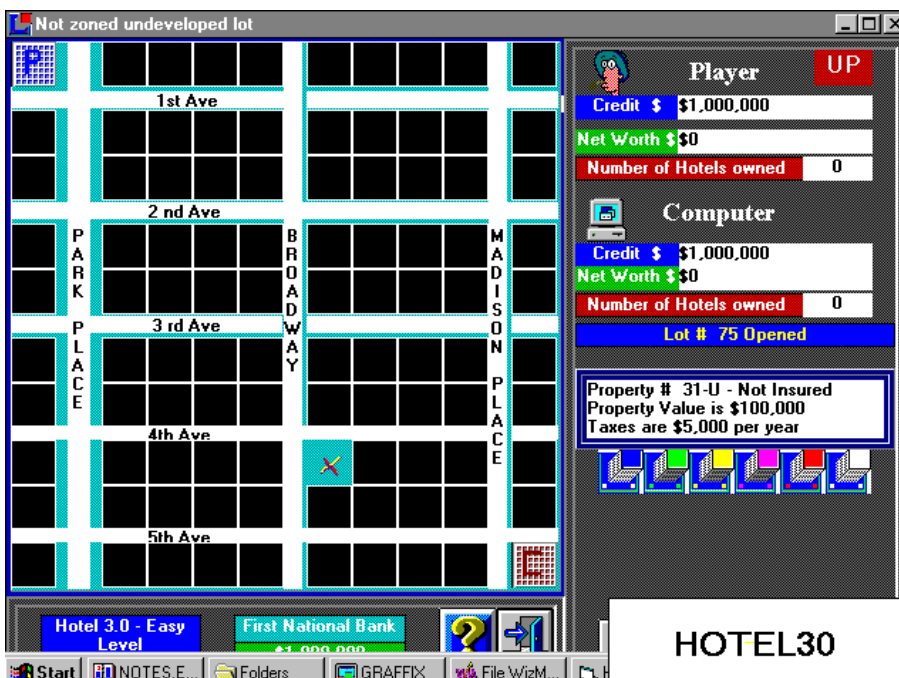 Not zoned undeveloped lot
P
1st Ave
2 nd Ave
PARK PLACE
BROADWAY
MADISON PLACE
3 rd Ave
4th Ave
5th Ave
C
Player
UP
Credit $ $1,000,000
Net Worth $ $0
Number of Hotels owned 0
Computer
Credit $ $1,000,000
Net Worth $ $0
Number of Hotels owned 0
Lot # 75 Opened
Property # 31-U - Not Insured
Property Value is $100,000
Taxes are $5,000 per year
Hotel 3.0 - Easy
Level
First National Bank
$1,000,000
?
HOTEL30
Start
NOTES.E...
Folders
GRAFFIX
File WizM...
H